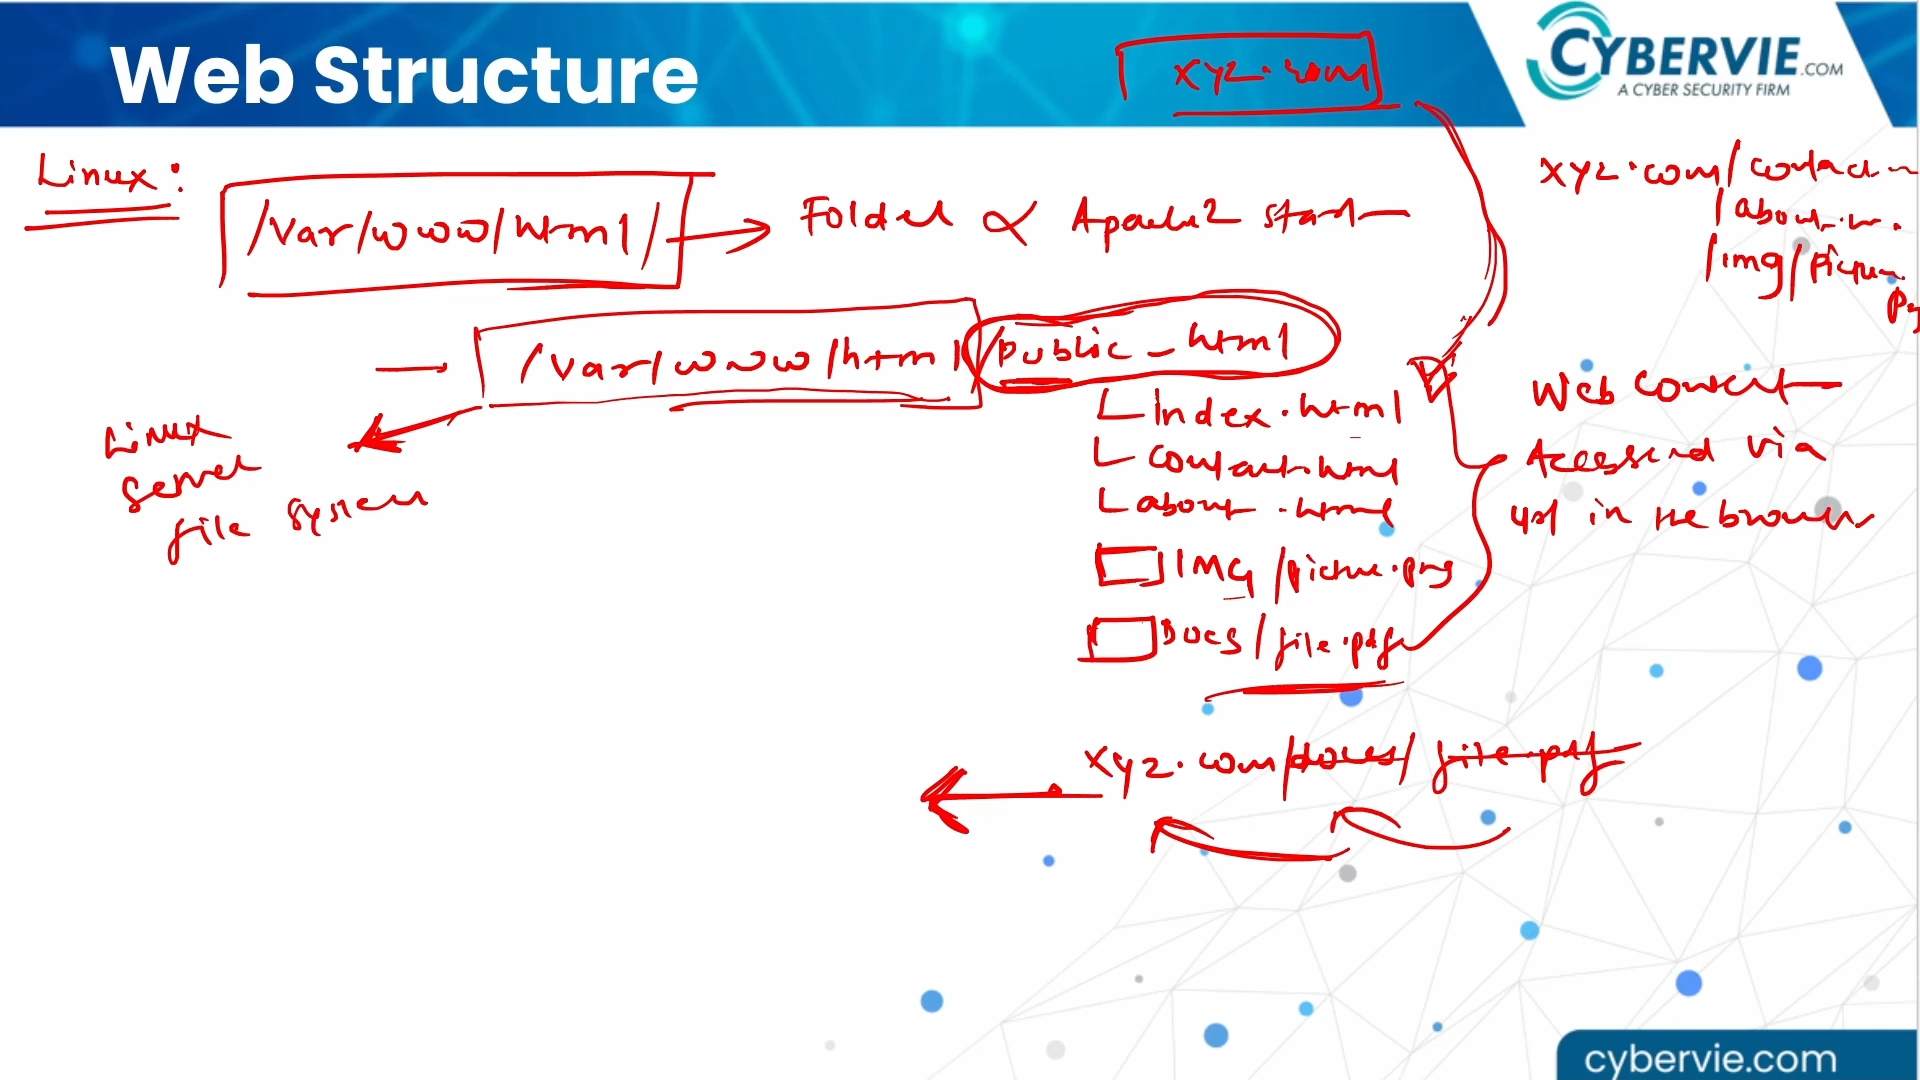 Web Structure
xyz.com
CYBERVIE.COM
A CYBER SECURITY FIRM
Linux:
/var/www/html/ → Folder & Apache2 start
xyz.com/contact
/about.
/img/picture.
/var/www/html/public_html
Index.html
contact.html
about.html
IMG/picture.png
Docs/file.pdf
Linux
Server
file System
Web content
Accessed via
url in the browser
xyz.com/docs/file.pdf
cybervie.com